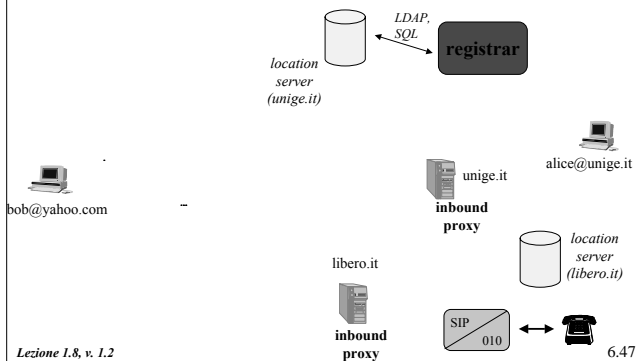 LDAP,
SQL
registrar
location
server
(unige.it)
alice@unige.it
unige.it
inbound
proxy
bob@yahoo.com
location
server
(libero.it)
libero.it
inbound
proxy
SIP
010
Lezione 1.8, v. 1.2
6.47